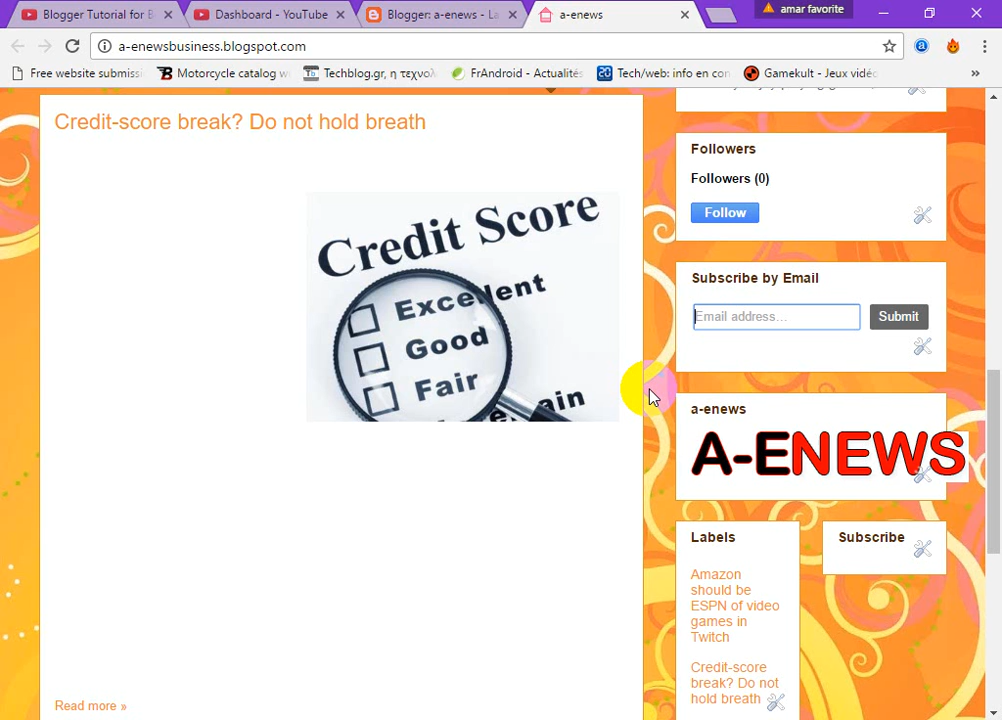 Blogger Tutorial for B
Dashboard - YouTube
Blogger: a-enews - La
a-enews
amar favorite
a-enewsbusiness.blogspot.com
Free website submissi
Motorcycle catalog w
Techblog.gr, η τεχνολ
FrAndroid - Actualités
Tech/web: info en con
Gamekult - Jeux vidéo
Credit-score break? Do not hold breath
Credit Score
Excellent
Good
Fair
Read more »
Followers
Followers (0)
Follow
Subscribe by Email
Email address...
Submit
a-enews
A-ENEWS
Labels
Amazon
should be
ESPN of video
games in
Twitch
Credit-score
break? Do not
hold breath
Subscribe